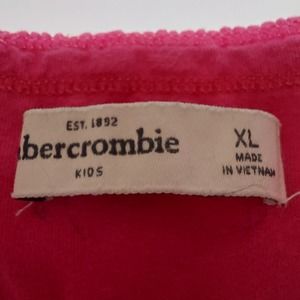 EST. 1892
abercrombie
KIDS
XL
MADE
IN VIETNAM